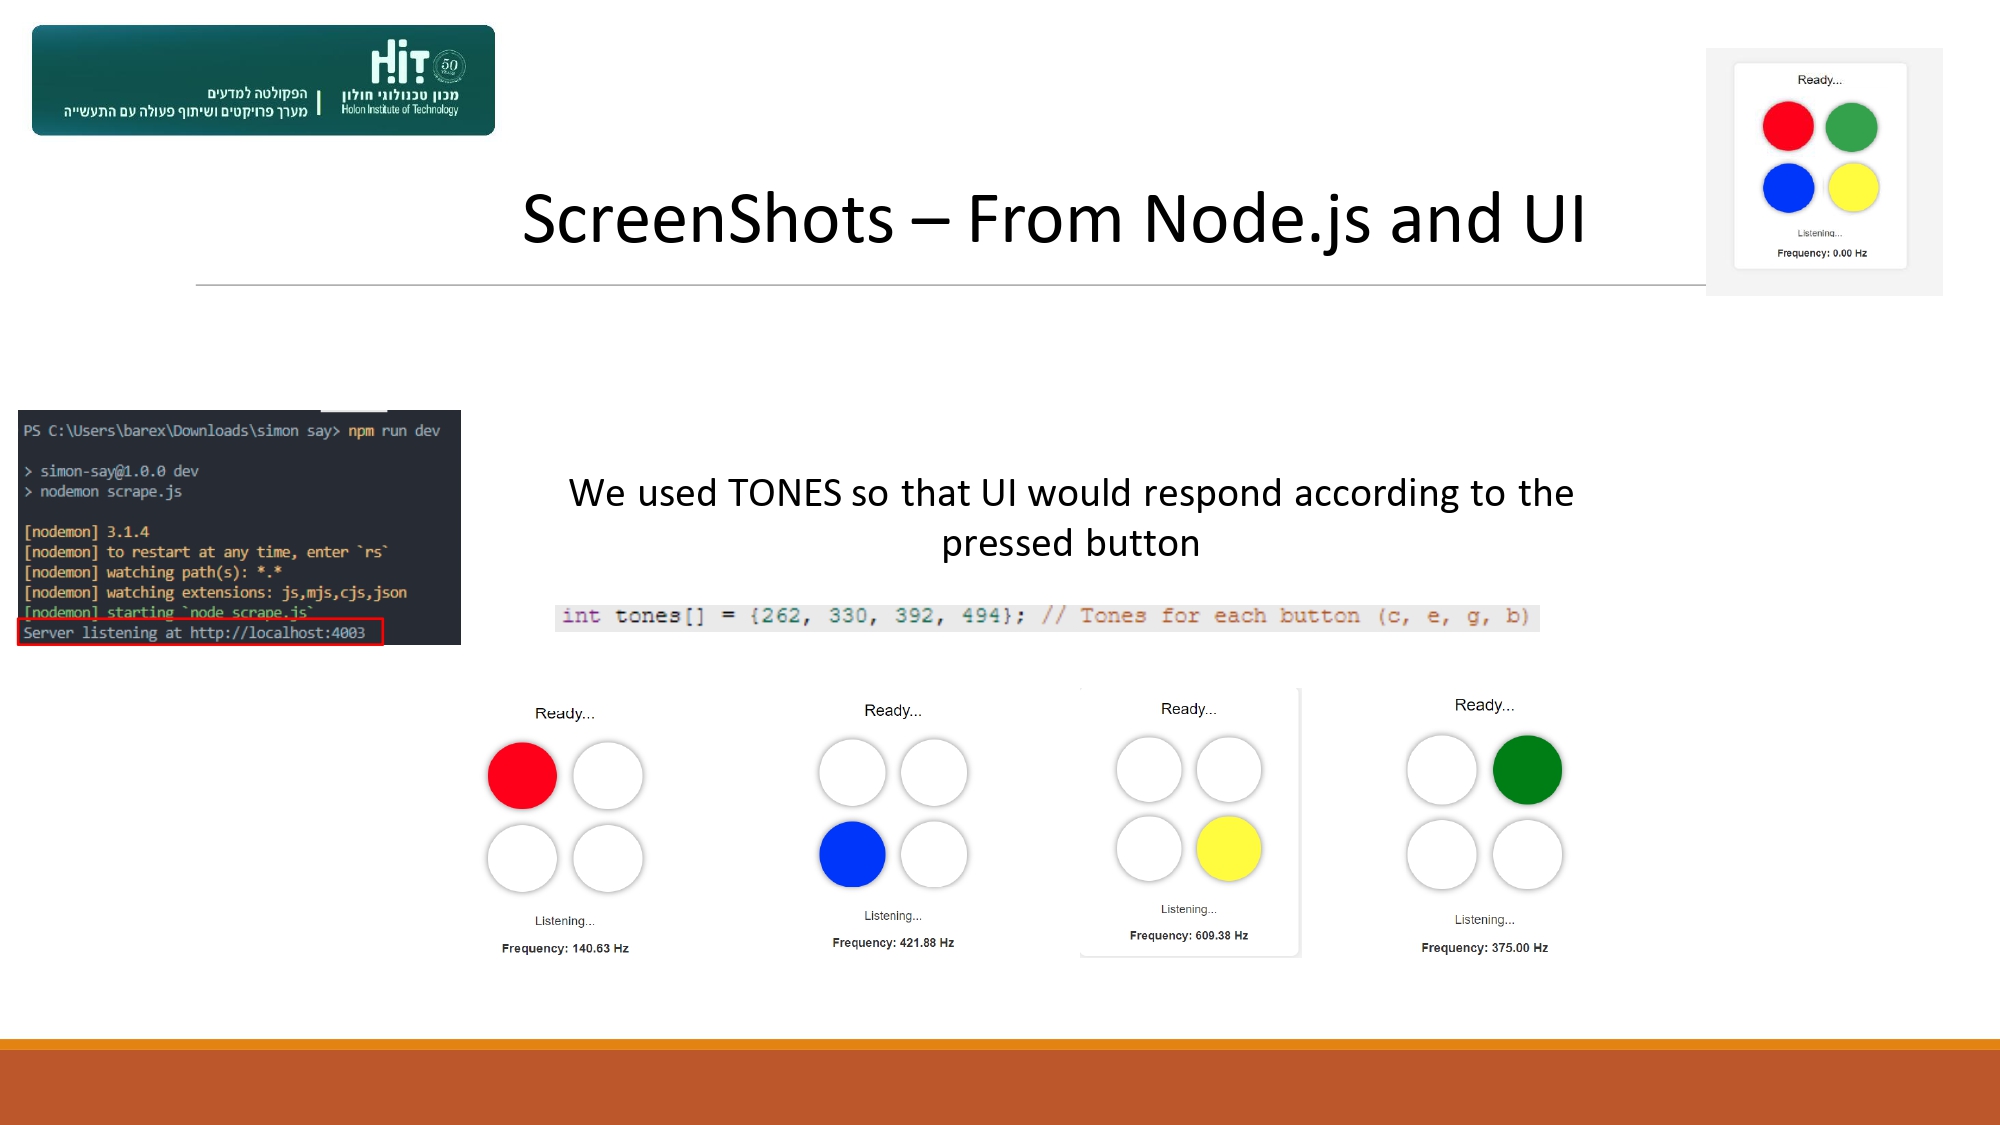 HiT 50 YEARS
מכון טכנולוגי חולון
Holon Institute of Technology
הפקולטה למדעים
מערך פרויקטים ושיתוף פעולה עם התעשייה
Ready...
Listening...
Frequency: 0.00 Hz
ScreenShots – From Node.js and UI
PS C:\Users\barex\Downloads\simon say> npm run dev
> simon-say@1.0.0 dev
> nodemon scrape.js
[nodemon] 3.1.4
[nodemon] to restart at any time, enter `rs`
[nodemon] watching path(s): *.*
[nodemon] watching extensions: js,mjs,cjs,json
[nodemon] starting `node scrape.js`
Server listening at http://localhost:4003
We used TONES so that UI would respond according to the
pressed button
int tones[] = {262, 330, 392, 494}; // Tones for each button (c, e, g, b)
Ready...
Listening...
Frequency: 140.63 Hz
Ready...
Listening...
Frequency: 421.88 Hz
Ready...
Listening...
Frequency: 609.38 Hz
Ready...
Listening...
Frequency: 375.00 Hz